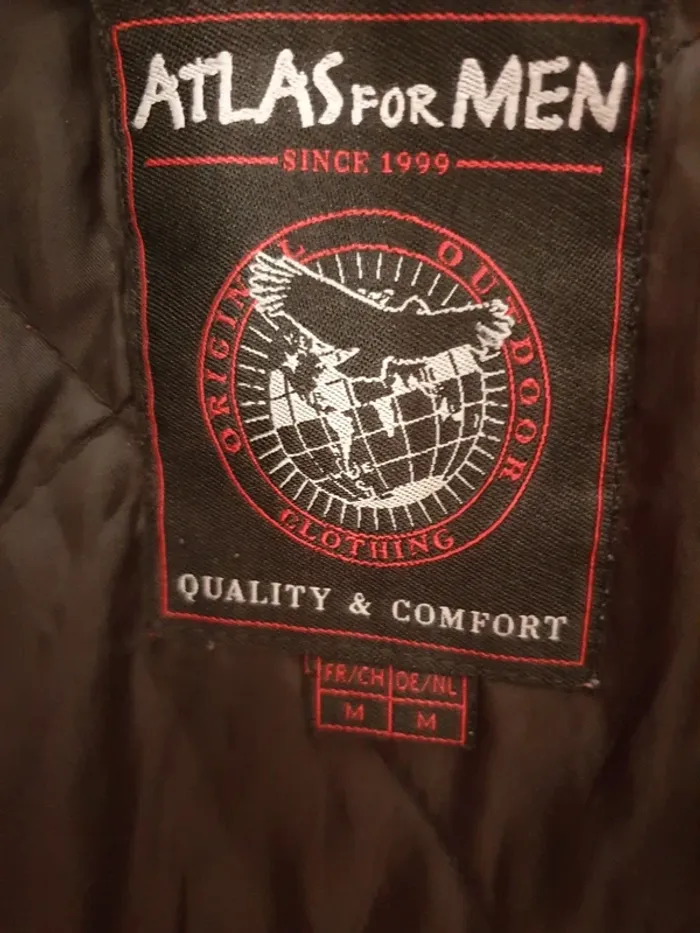 ATLAS FOR MEN
SINCE 1999
ORIGINAL OUTDOOR
CLOTHING
QUALITY & COMFORT
FR/CH DE/NL
M M